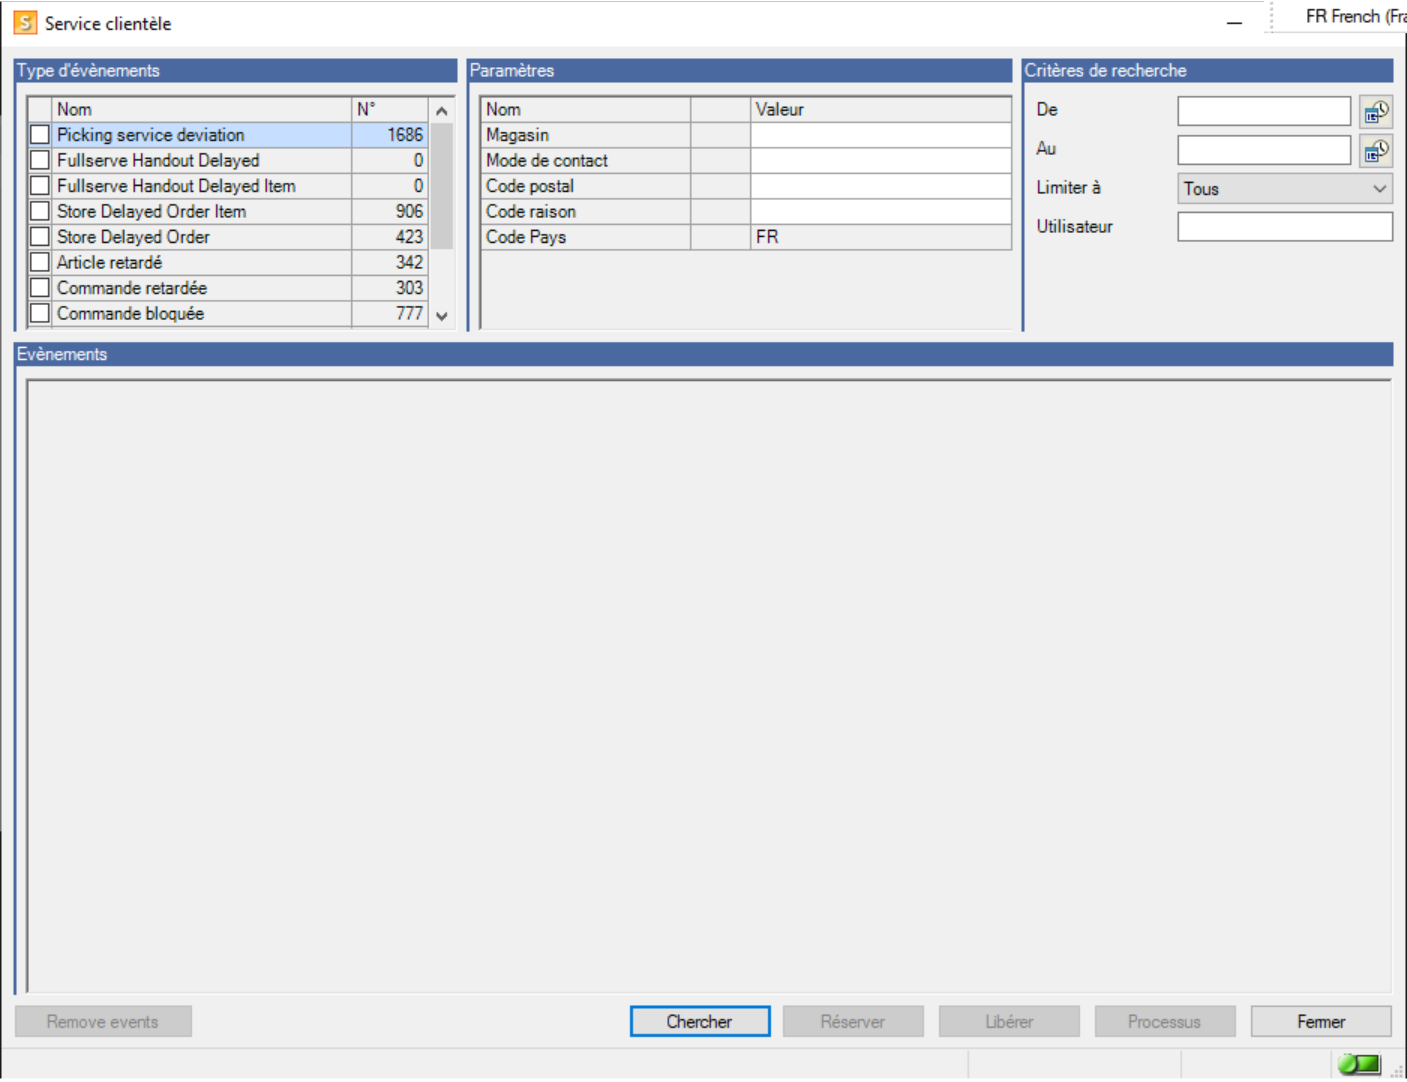 S Service clientèle
FR French (Fra
Type d'évènements
Nom N°
Picking service deviation 1686
Fullserve Handout Delayed 0
Fullserve Handout Delayed Item 0
Store Delayed Order Item 906
Store Delayed Order 423
Article retardé 342
Commande retardée 303
Commande bloquée 777
Paramètres
Nom Valeur
Magasin
Mode de contact
Code postal
Code raison
Code Pays FR
Critères de recherche
De
Au
Limiter à Tous
Utilisateur
Evènements
Remove events Chercher Réserver Libérer Processus Fermer